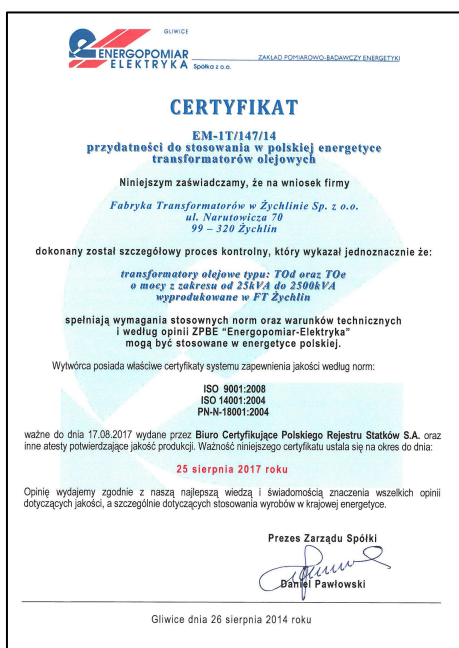 GLIWICE
ENERGOPOMIAR
ELEKTRYKA Spółka z o.o.
ZAKŁAD POMIAROWO-BADAWCZY ENERGETYKI
CERTYFIKAT
EM-1T/147/14
przydatności do stosowania w polskiej energetyce
transformatorów olejowych
Niniejszym zaświadczamy, że na wniosek firmy
Fabryka Transformatorów w Żychlinie Sp. z o.o.
ul. Narutowicza 70
99 – 320 Żychlin
dokonany został szczegółowy proces kontrolny, który wykazał jednoznacznie że:
transformatory olejowe typu: TOd oraz TOe
o mocy z zakresu od 25kVA do 2500kVA
wyprodukowane w FT Żychlin
spełniają wymagania stosownych norm oraz warunków technicznych
i według opinii ZPBE "Energopomiar-Elektryka"
mogą być stosowane w energetyce polskiej.
Wytwórca posiada właściwe certyfikaty systemu zapewnienia jakości według norm:
ISO 9001:2008
ISO 14001:2004
PN-N-18001:2004
ważne do dnia 17.08.2017 wydane przez Biuro Certyfikujące Polskiego Rejestru Statków S.A. oraz
inne atesty potwierdzające jakość produkcji. Ważność niniejszego certyfikatu ustala się na okres do dnia:
25 sierpnia 2017 roku
Opinię wydajemy zgodnie z naszą najlepszą wiedzą i świadomością znaczenia wszelkich opinii
dotyczących jakości, a szczególnie dotyczących stosowania wyrobów w krajowej energetyce.
Prezes Zarządu Spółki
Daniel Pawłowski
Gliwice dnia 26 sierpnia 2014 roku